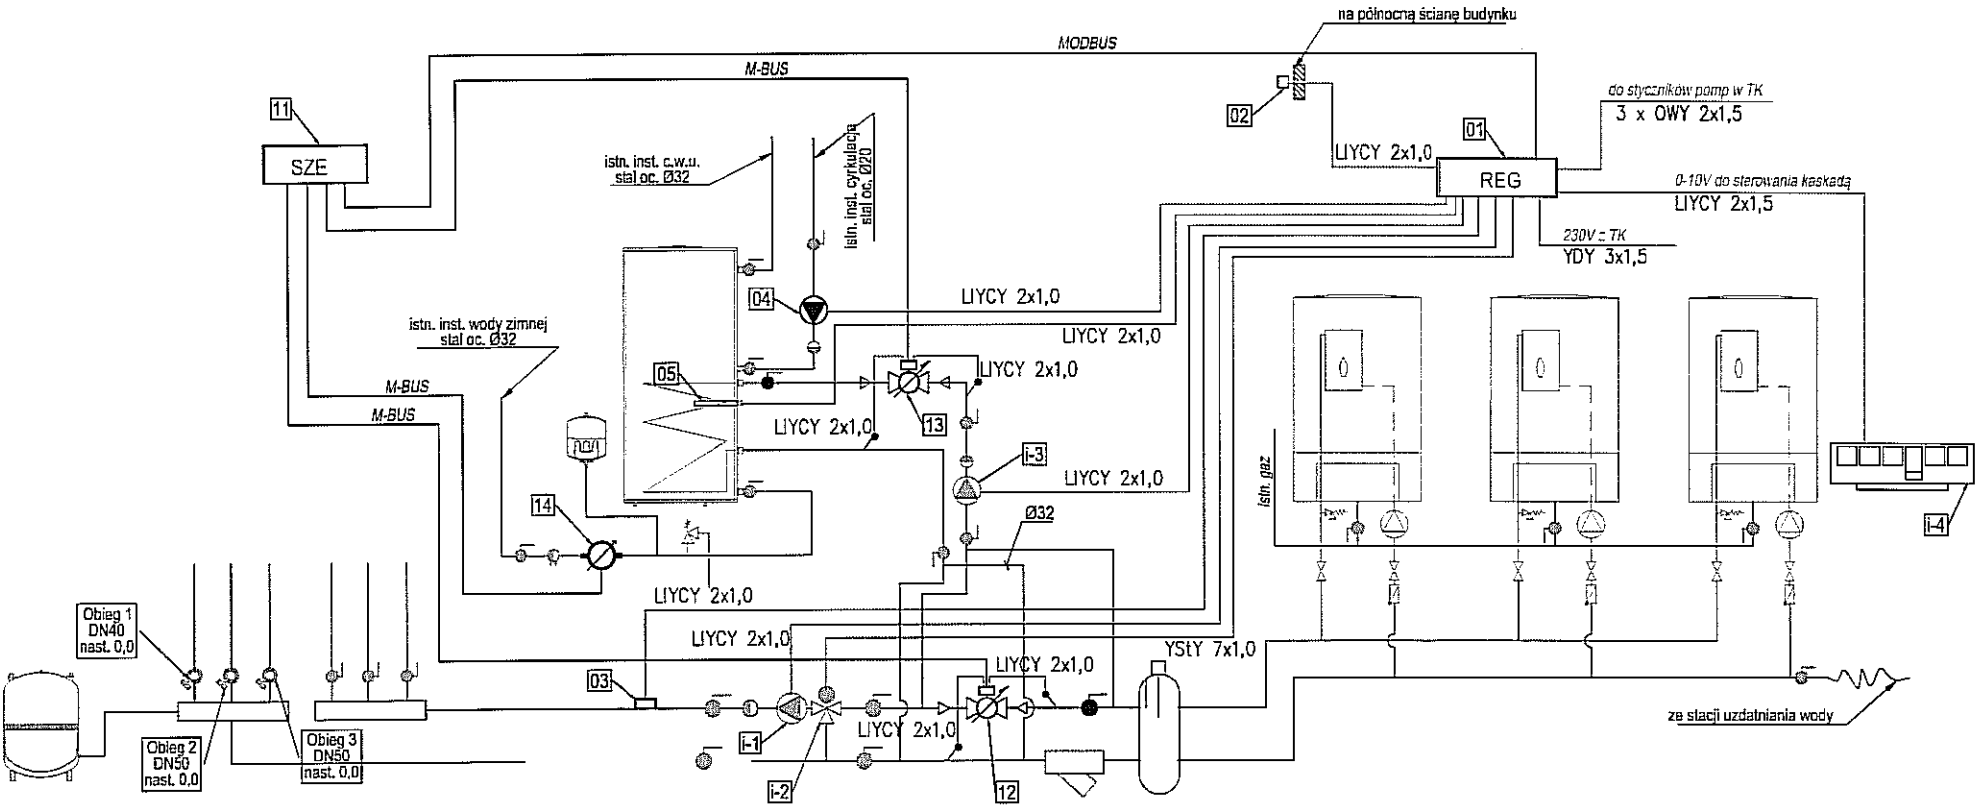 na północną ścianę budynku
MODBUS
M-BUS
11
02
do styczników pomp w TK
3 x OWY 2x1,5
01
SZE
istn. inst. c.w.u.
stal oc. Ø32
istn. inst. cyrkulacja
stal oc. Ø20
LIYCY 2x1,0
REG
0-10V do sterowania kaskadą
LIYCY 2x1,5
230V z TK
YDY 3x1,5
04
LIYCY 2x1,0
istn. inst. wody zimnej
stal oc. Ø32
LIYCY 2x1,0
05
LIYCY 2x1,0
M-BUS
M-BUS
LIYCY 2x1,0
13
i-3
istn. gaz
LIYCY 2x1,0
14
Ø32
i-4
LIYCY 2x1,0
Obieg 1
DN40
nast. 0,0
LIYCY 2x1,0
YStY 7x1,0
LIYCY 2x1,0
03
ze stacji uzdatniania wody
LIYCY 2x1,0
i-1
Obieg 2
DN50
nast. 0,0
Obieg 3
DN50
nast. 0,0
i-2
12